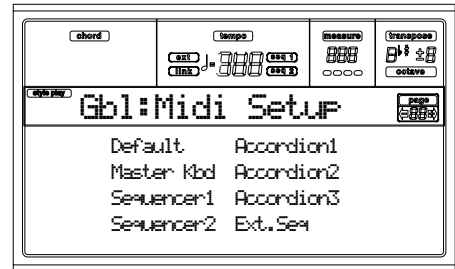 chord tempo measure transpose
ext seq 1
link seq 2
octave
style play Gbl:Midi Setup page
Default Accordion1
Master Kbd Accordion2
Sequencer1 Accordion3
Sequencer2 Ext.Seq